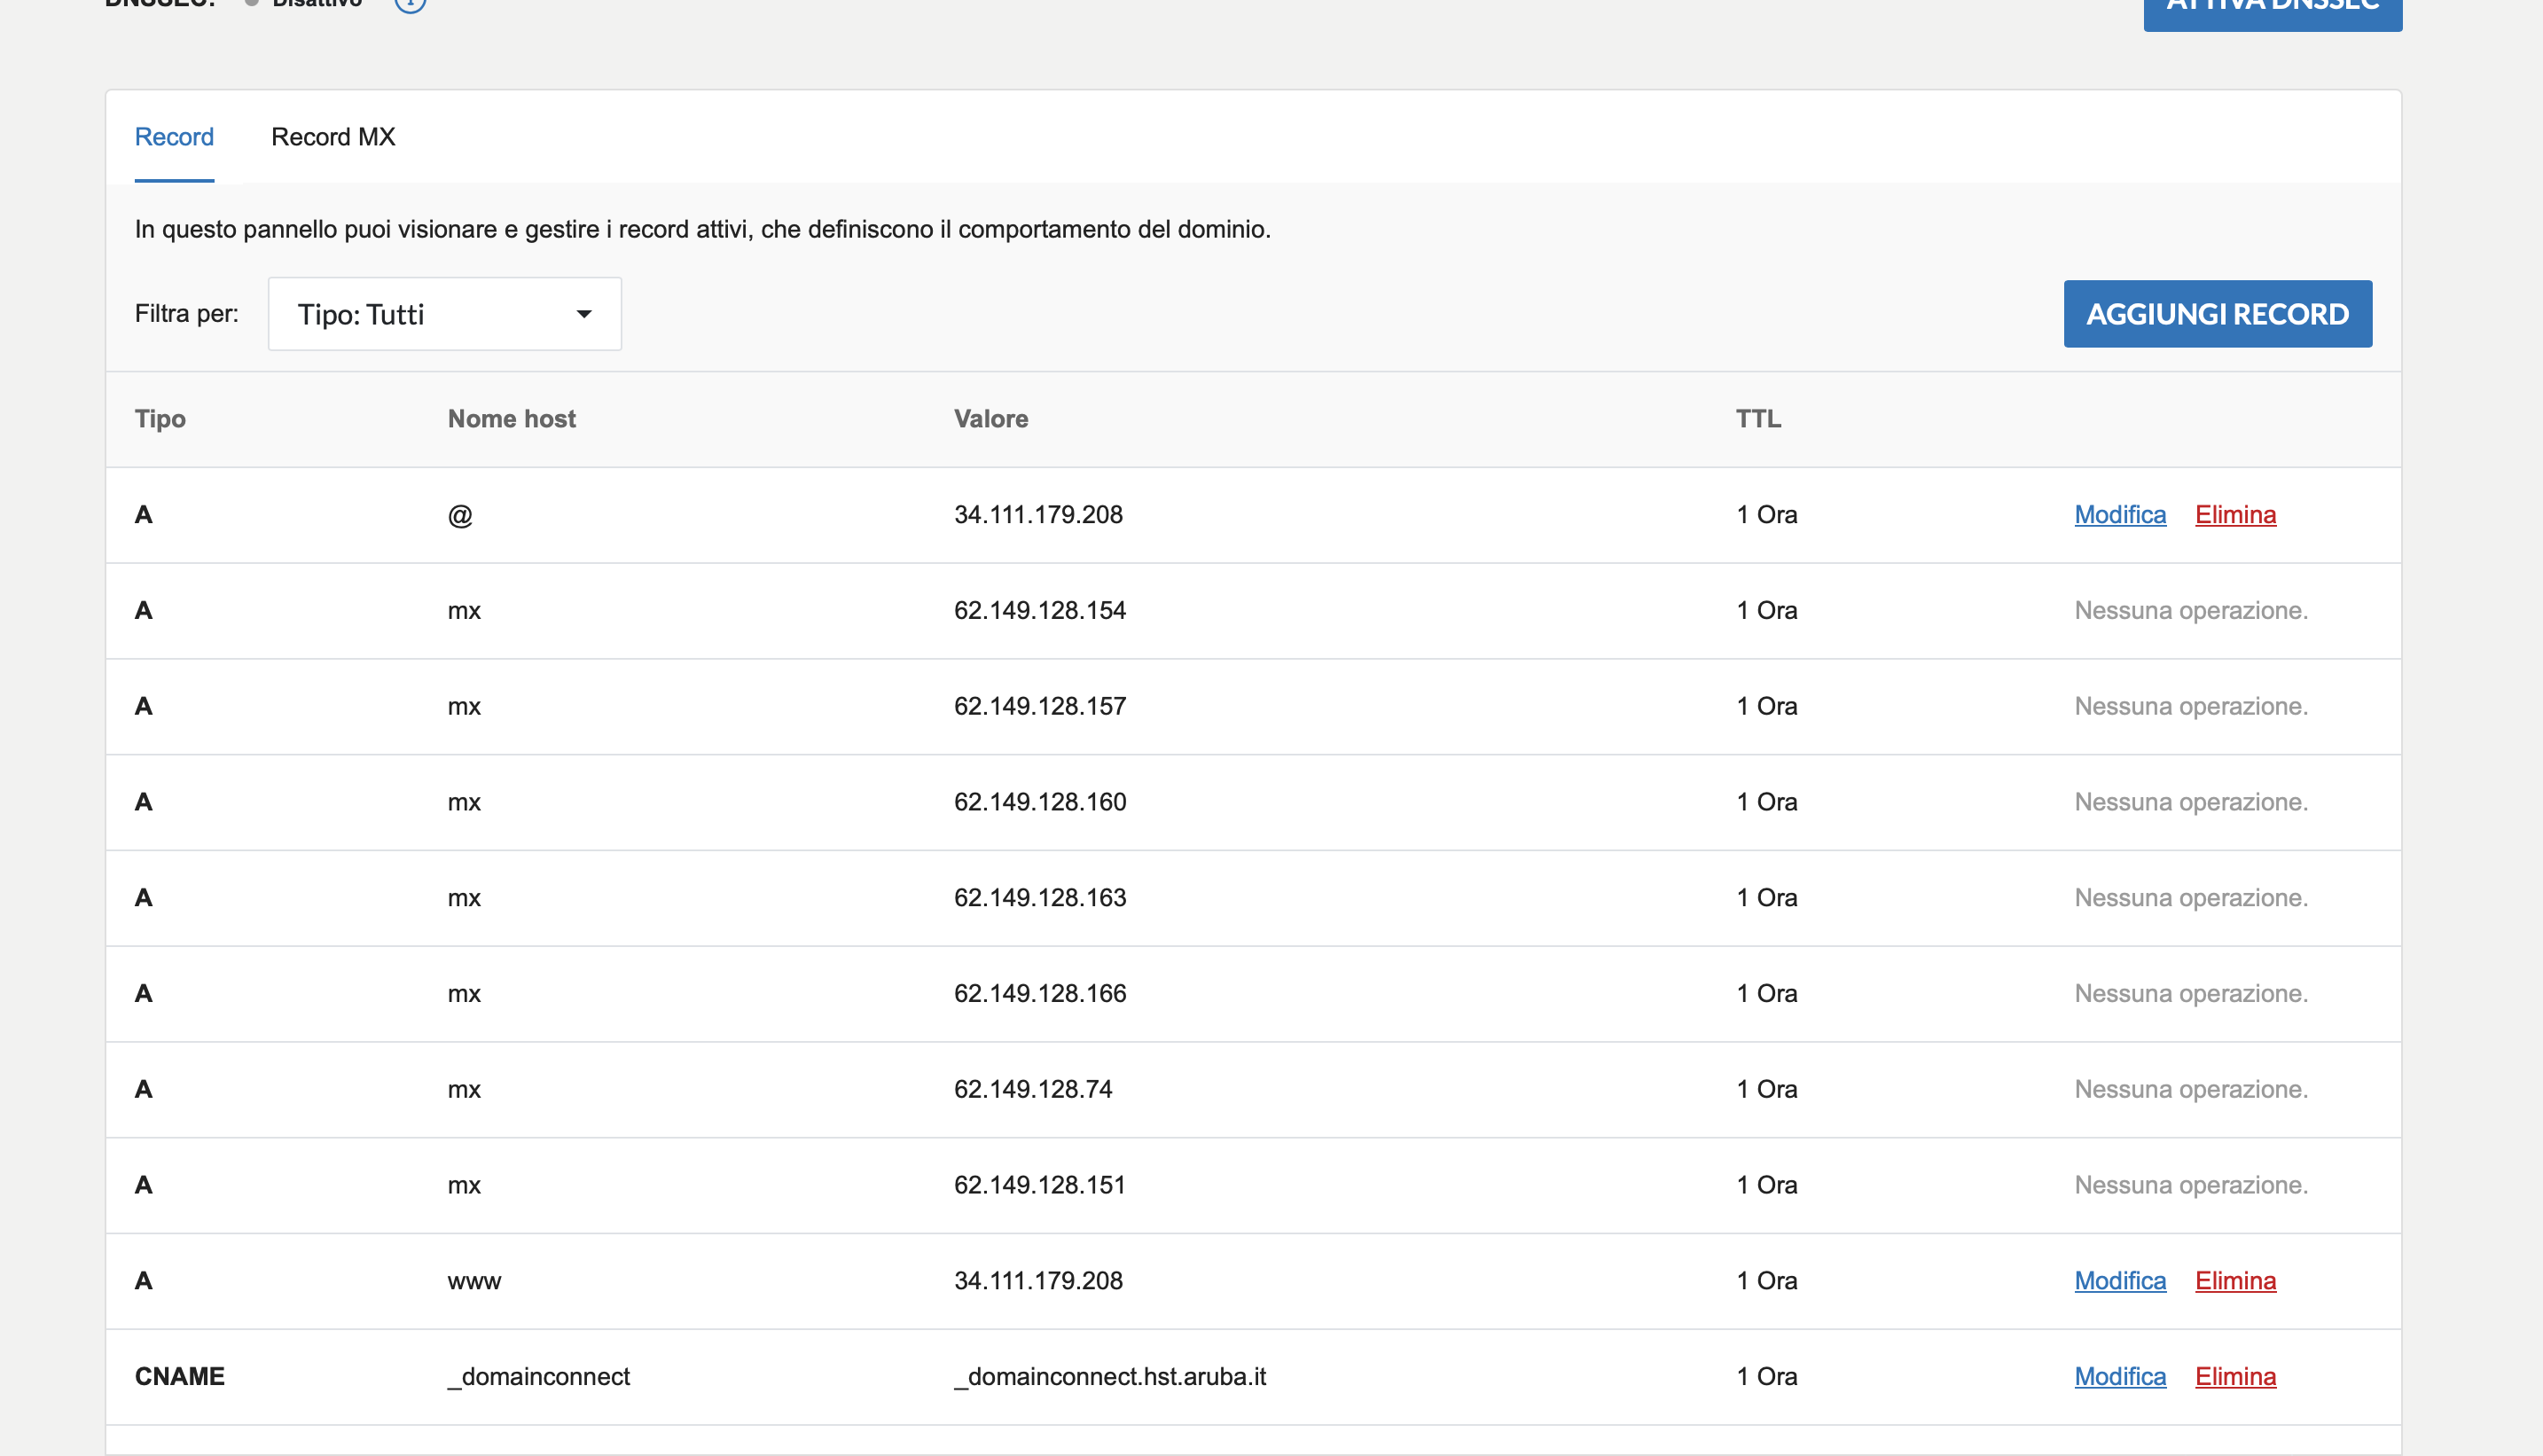 DNSSEC: Disattivo
ATTIVA DNSSEC
Record Record MX
In questo pannello puoi visionare e gestire i record attivi, che definiscono il comportamento del dominio.
Filtra per: Tipo: Tutti AGGIUNGI RECORD
Tipo Nome host Valore TTL
A @ 34.111.179.208 1 Ora Modifica Elimina
A mx 62.149.128.154 1 Ora Nessuna operazione.
A mx 62.149.128.157 1 Ora Nessuna operazione.
A mx 62.149.128.160 1 Ora Nessuna operazione.
A mx 62.149.128.163 1 Ora Nessuna operazione.
A mx 62.149.128.166 1 Ora Nessuna operazione.
A mx 62.149.128.74 1 Ora Nessuna operazione.
A mx 62.149.128.151 1 Ora Nessuna operazione.
A www 34.111.179.208 1 Ora Modifica Elimina
CNAME _domainconnect _domainconnect.hst.aruba.it 1 Ora Modifica Elimina